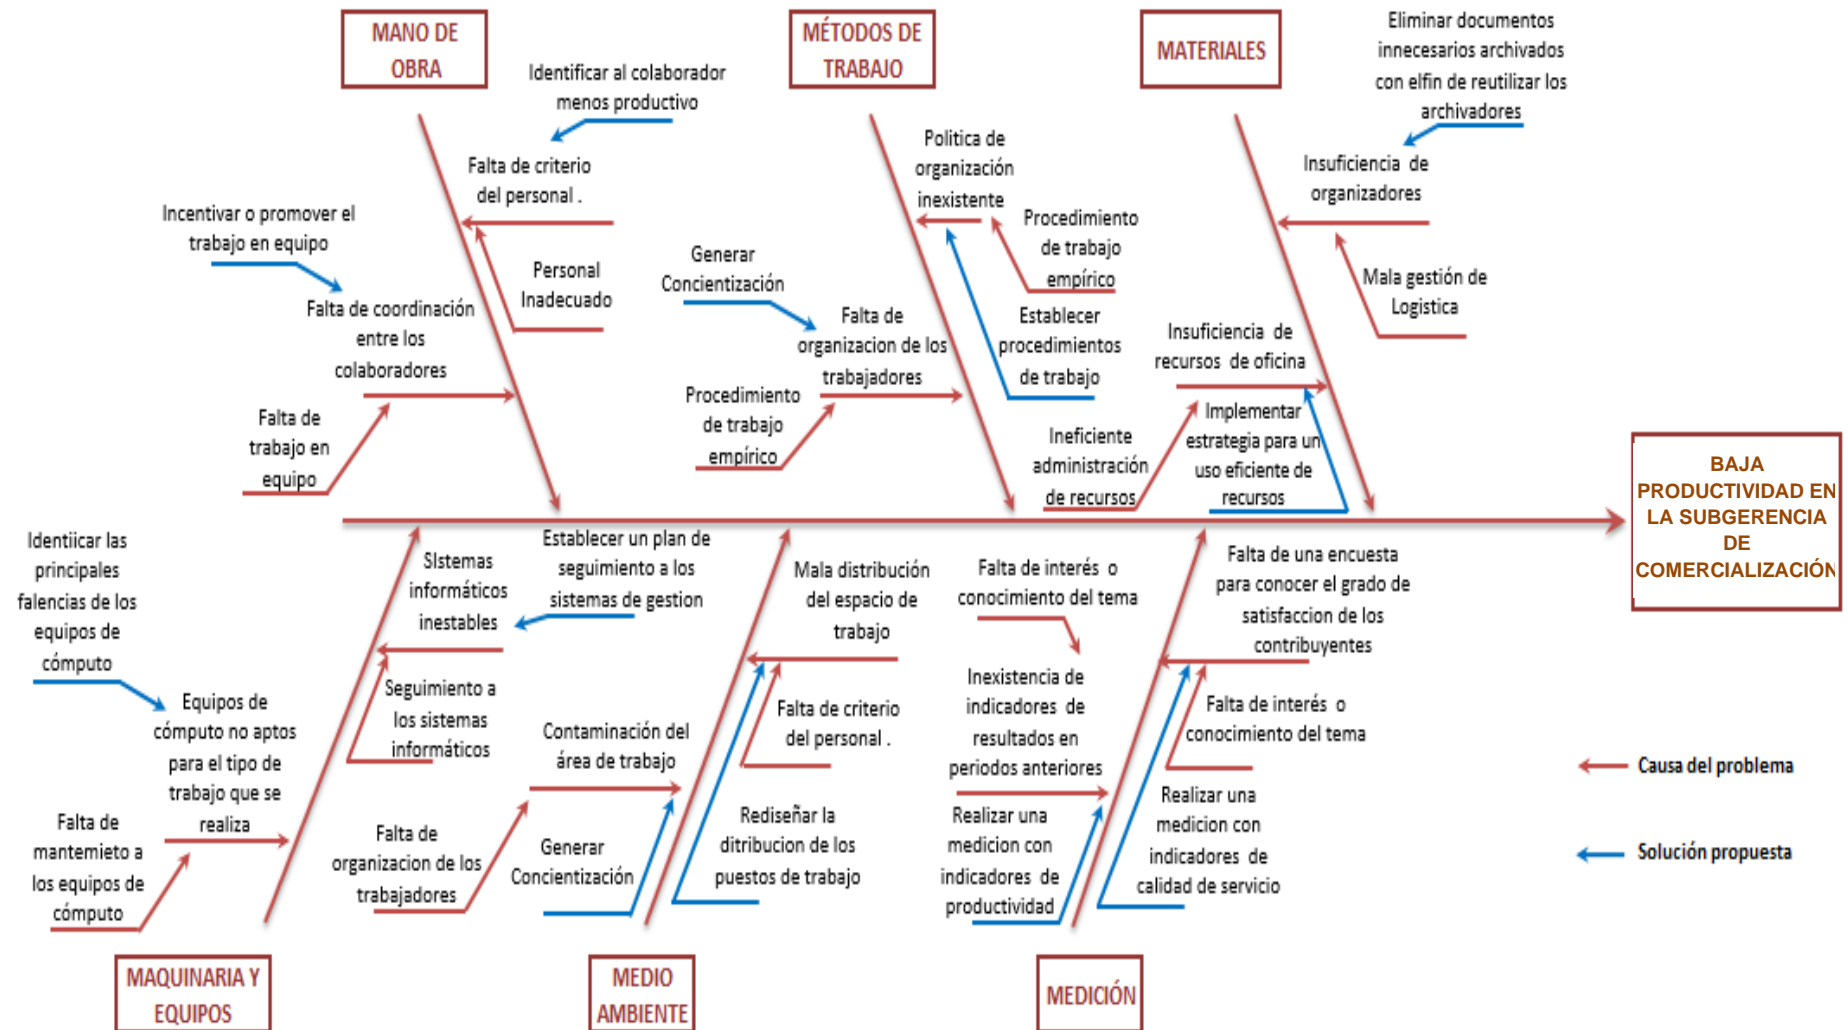 MANO DE
OBRA
MÉTODOS DE
TRABAJO
MATERIALES
Eliminar documentos
innecesarios archivados
con elfin de reutilizar los
archivadores
Identificar al colaborador
menos productivo
Falta de criterio
del personal .
Incentivar o promover el
trabajo en equipo
Personal
Inadecuado
Falta de coordinación
entre los
colaboradores
Falta de
trabajo en
equipo
Politica de
organización
inexistente
Procedimiento
de trabajo
empírico
Generar
Concientización
Falta de
organizacion de los
trabajadores
Establecer
procedimientos
de trabajo
Procedimiento
de trabajo
empírico
Insuficiencia de
organizadores
Mala gestión de
Logistica
Insuficiencia de
recursos de oficina
Ineficiente
administración
de recursos
Implementar
estrategia para un
uso eficiente de
recursos
BAJA
PRODUCTIVIDAD EN
LA SUBGERENCIA
DE
COMERCIALIZACIÓN
Identiicar las
principales
falencias de los
equipos de
cómputo
SIstemas
informáticos
inestables
Establecer un plan de
seguimiento a los
sistemas de gestion
Seguimiento a
los sistemas
informáticos
Equipos de
cómputo no aptos
para el tipo de
trabajo que se
realiza
Falta de
mantemieto a
los equipos de
cómputo
Mala distribución
del espacio de
trabajo
Falta de criterio
del personal .
Contaminación del
área de trabajo
Falta de
organizacion de los
trabajadores
Generar
Concientización
Rediseñar la
ditribucion de los
puestos de trabajo
Falta de interés o
conocimiento del tema
Inexistencia de
indicadores de
resultados en
periodos anteriores
Realizar una
medicion con
indicadores de
productividad
Falta de una encuesta
para conocer el grado de
satisfaccion de los
contribuyentes
Falta de interés o
conocimiento del tema
Realizar una
medicion con
indicadores de
calidad de servicio
Causa del problema
Solución propuesta
MAQUINARIA Y
EQUIPOS
MEDIO
AMBIENTE
MEDICIÓN